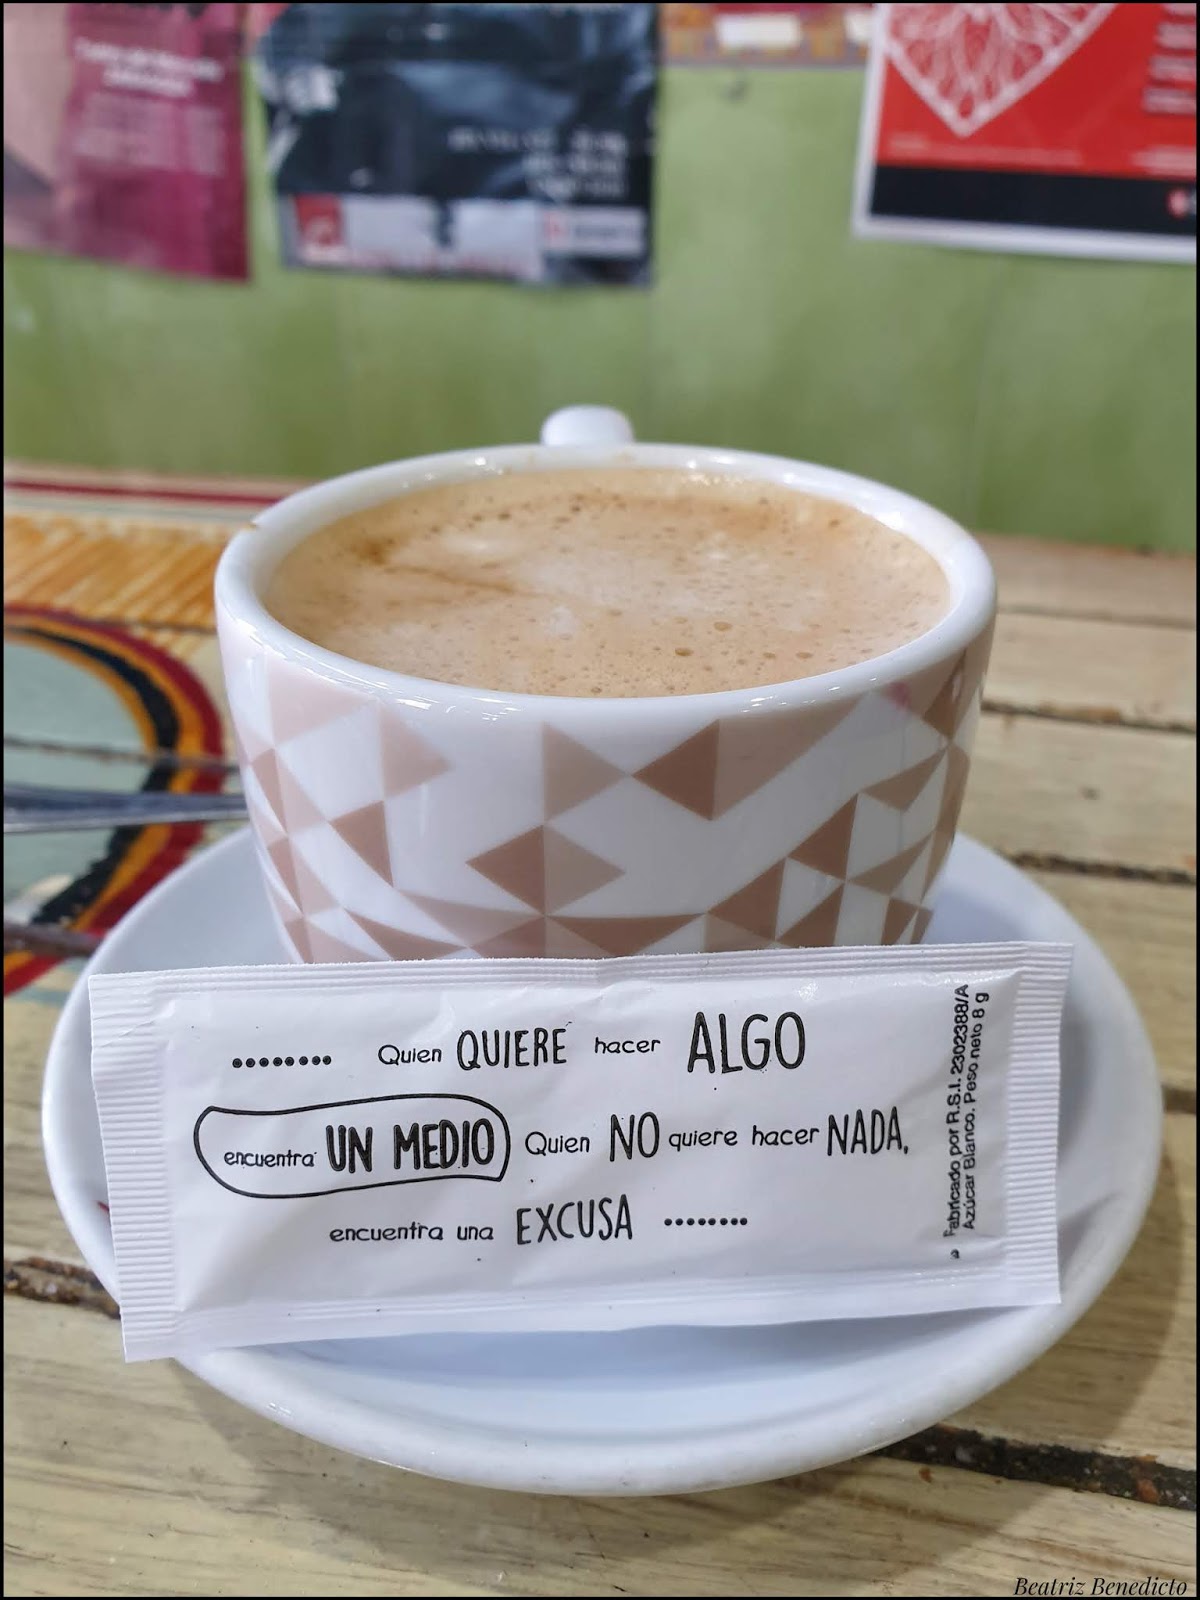 ........ Quien QUIERE hacer ALGO
encuentra UN MEDIO Quien NO quiere hacer NADA,
encuentra una EXCUSA ........
Fabricado por R.S.I. 2302388/A
Azúcar Blanco. Peso neto 8 g
Beatriz Benedicto